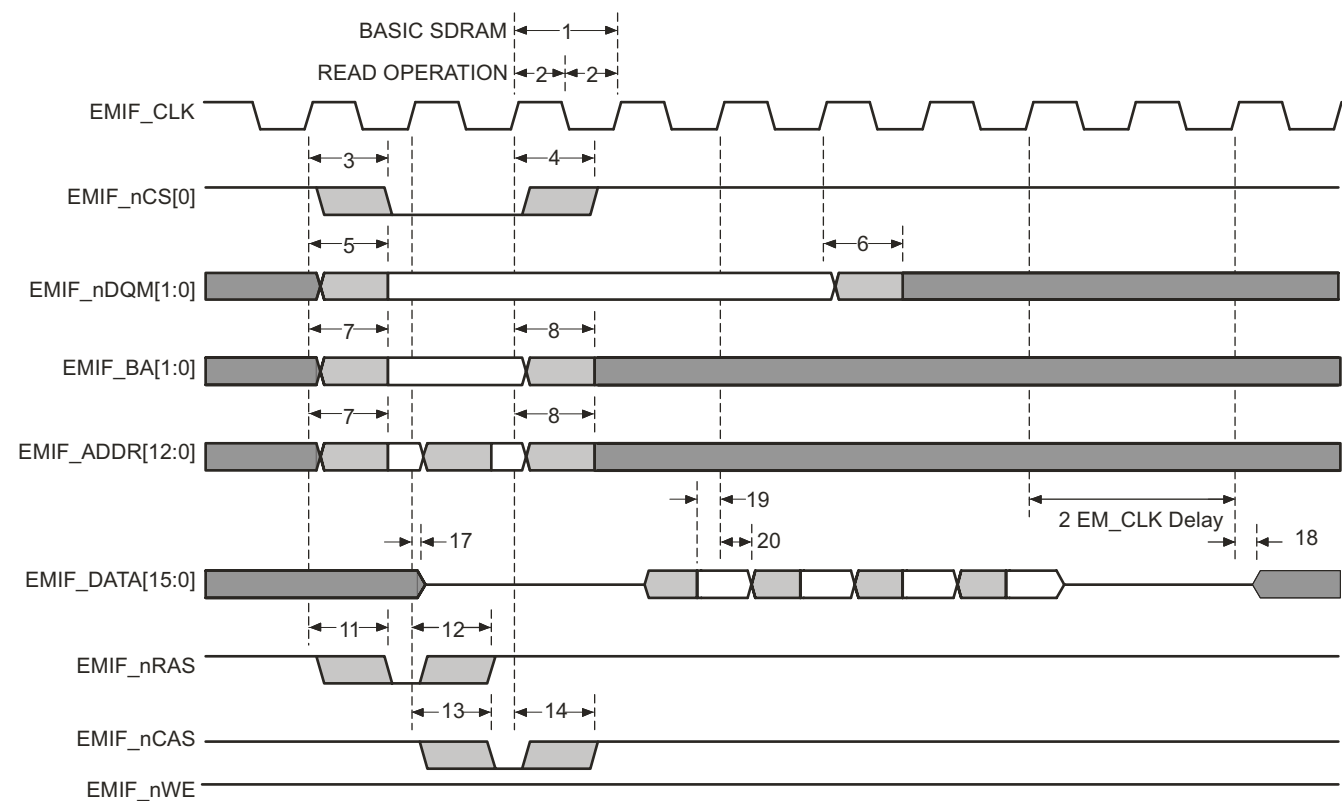 BASIC SDRAM 1
READ OPERATION 2 2
EMIF_CLK
3 4
EMIF_nCS[0]
5 6
EMIF_nDQM[1:0]
7 8
EMIF_BA[1:0]
7 8
EMIF_ADDR[12:0]
19
2 EM_CLK Delay
17 20 18
EMIF_DATA[15:0]
11 12
EMIF_nRAS
13 14
EMIF_nCAS
EMIF_nWE